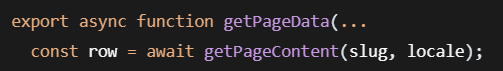 export async function getPageData(...
const row = await getPageContent(slug, locale);